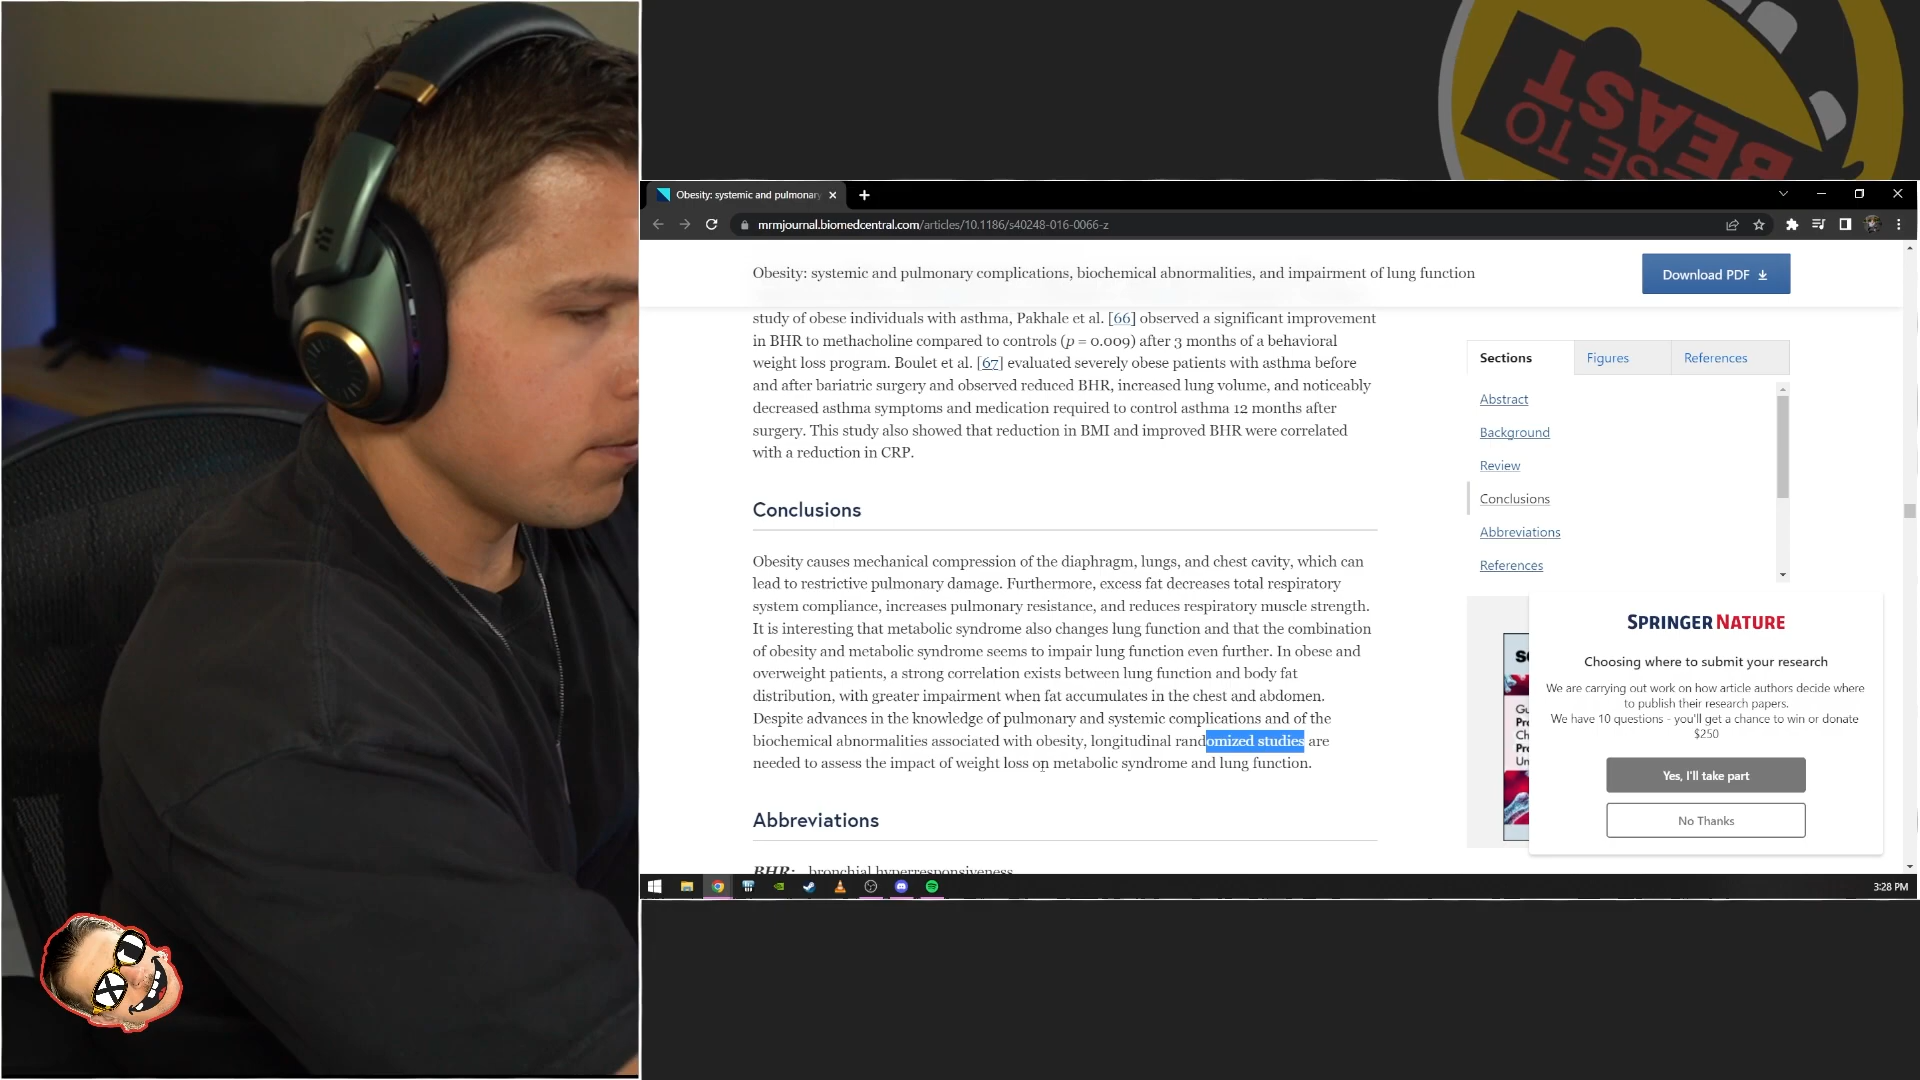 SE TO
BEAST
Obesity: systemic and pulmonary
mrmjournal.biomedcentral.com/articles/10.1186/s40248-016-0066-z
Obesity: systemic and pulmonary complications, biochemical abnormalities, and impairment of lung function
Download PDF
study of obese individuals with asthma, Pakhale et al. [66] observed a significant improvement
in BHR to methacholine compared to controls (p = 0.009) after 3 months of a behavioral
weight loss program. Boulet et al. [67] evaluated severely obese patients with asthma before
and after bariatric surgery and observed reduced BHR, increased lung volume, and noticeably
decreased asthma symptoms and medication required to control asthma 12 months after
surgery. This study also showed that reduction in BMI and improved BHR were correlated
with a reduction in CRP.
Conclusions
Obesity causes mechanical compression of the diaphragm, lungs, and chest cavity, which can
lead to restrictive pulmonary damage. Furthermore, excess fat decreases total respiratory
system compliance, increases pulmonary resistance, and reduces respiratory muscle strength.
It is interesting that metabolic syndrome also changes lung function and that the combination
of obesity and metabolic syndrome seems to impair lung function even further. In obese and
overweight patients, a strong correlation exists between lung function and body fat
distribution, with greater impairment when fat accumulates in the chest and abdomen.
Despite advances in the knowledge of pulmonary and systemic complications and of the
biochemical abnormalities associated with obesity, longitudinal randomized studies are
needed to assess the impact of weight loss on metabolic syndrome and lung function.
Abbreviations
BHR: bronchial hyperresponsiveness
Sections
Figures
References
Abstract
Background
Review
Conclusions
Abbreviations
References
SPRINGER NATURE
Choosing where to submit your research
We are carrying out work on how article authors decide where
to publish their research papers.
We have 10 questions - you'll get a chance to win or donate
$250
Yes, I'll take part
No Thanks
3:28 PM